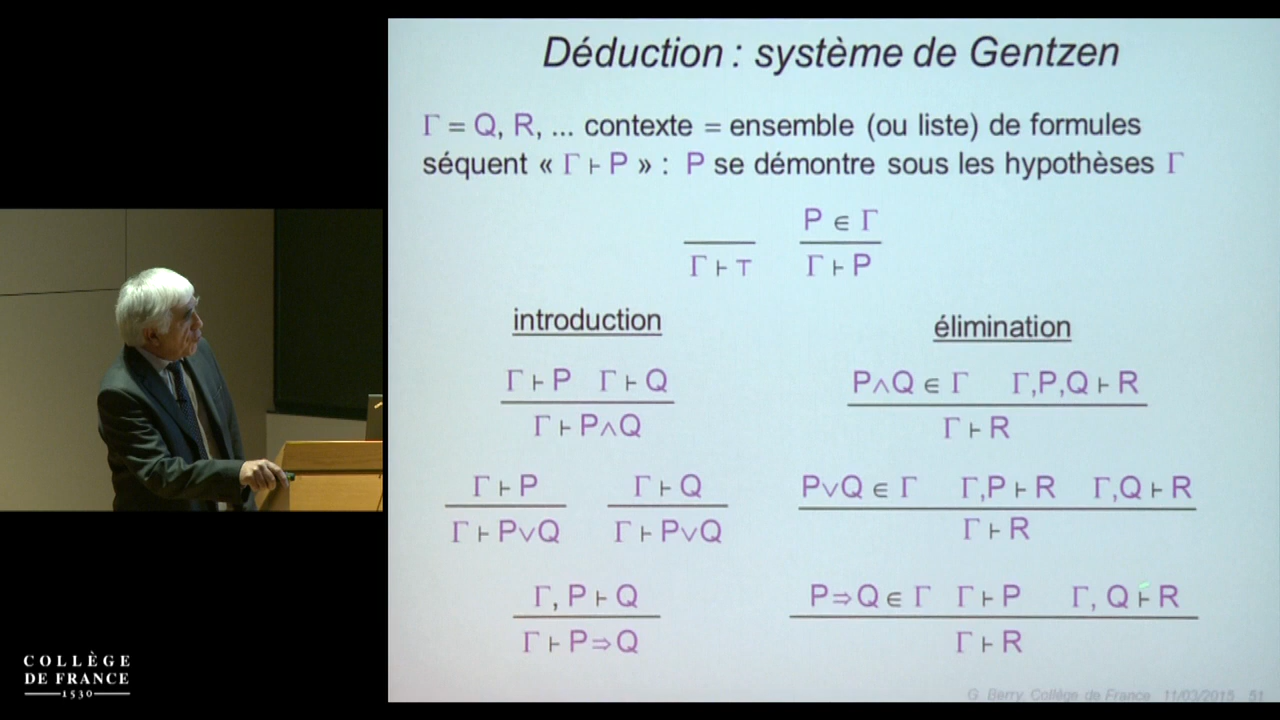 Déduction : système de Gentzen
Γ = Q, R, ... contexte = ensemble (ou liste) de formules
séquent « Γ ⊢ P » : P se démontre sous les hypothèses Γ
P ∈ Γ
Γ ⊢ ⊤ Γ ⊢ P
introduction
élimination
Γ ⊢ P Γ ⊢ Q
Γ ⊢ P∧Q
P∧Q ∈ Γ Γ,P,Q ⊢ R
Γ ⊢ R
Γ ⊢ P Γ ⊢ Q
Γ ⊢ P∨Q Γ ⊢ P∨Q
P∨Q ∈ Γ Γ,P ⊢ R Γ,Q ⊢ R
Γ ⊢ R
Γ, P ⊢ Q
Γ ⊢ P⇒Q
P⇒Q ∈ Γ Γ ⊢ P Γ, Q ⊢ R
Γ ⊢ R
G. Berry, Collège de France 11/03/2015 51
COLLÈGE
DE FRANCE
1530